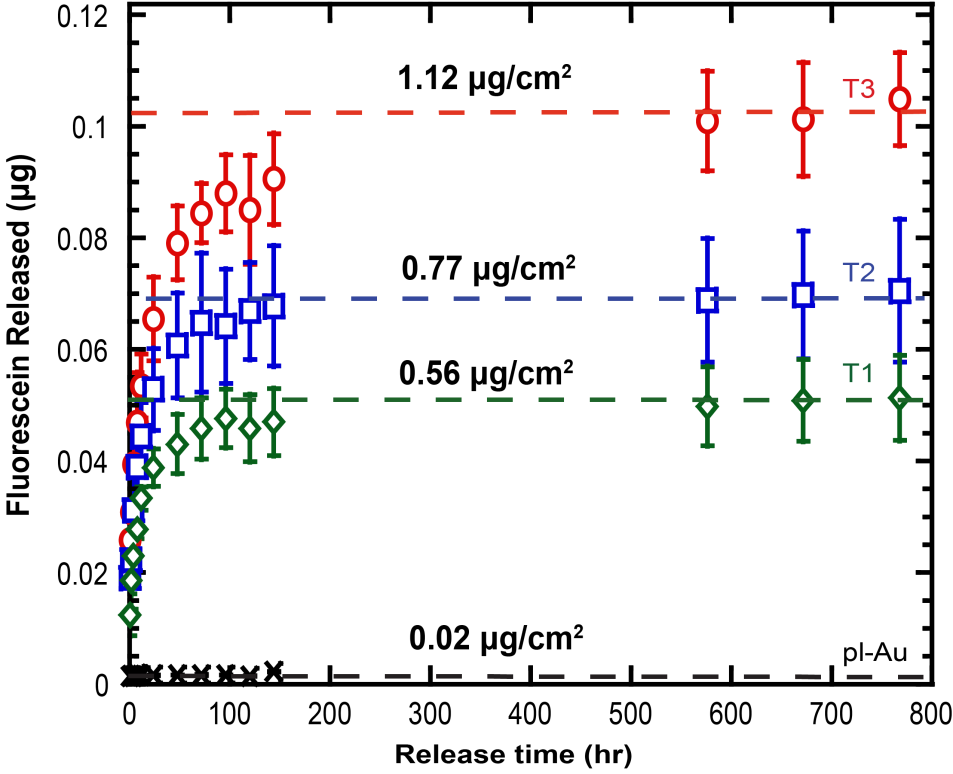 0.12
1.12 µg/cm²
T3
0.1
Fluorescein Released (µg)
0.08
0.77 µg/cm²
T2
0.06
0.56 µg/cm²
T1
0.04
0.02
0.02 µg/cm²
pl-Au
0
0 100 200 300 400 500 600 700 800
Release time (hr)